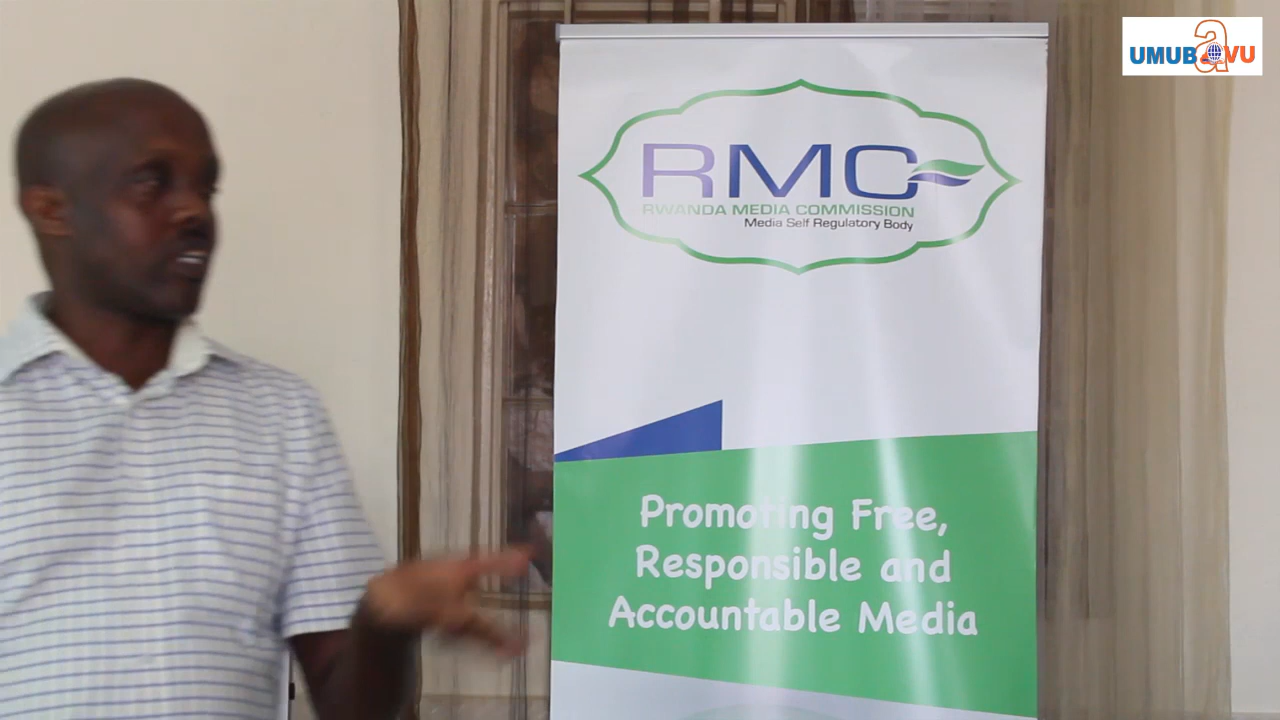 UMUBaVU
RMC
RWANDA MEDIA COMMISSION
Media Self Regulatory Body
Promoting Free,
Responsible and
Accountable Media